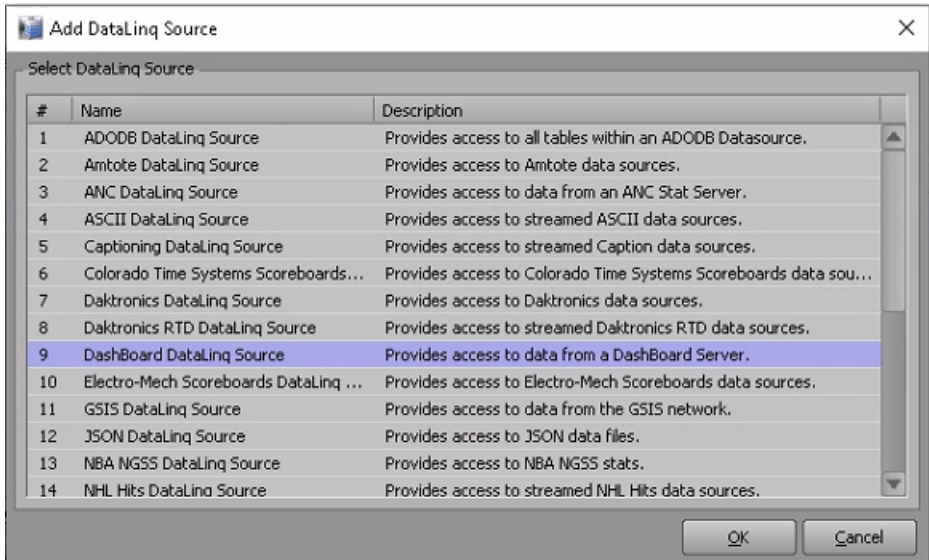 Add DataLinq Source
Select DataLinq Source
# Name Description
1 ADODB DataLinq Source Provides access to all tables within an ADODB Datasource.
2 Amtote DataLinq Source Provides access to Amtote data sources.
3 ANC DataLinq Source Provides access to data from an ANC Stat Server.
4 ASCII DataLinq Source Provides access to streamed ASCII data sources.
5 Captioning DataLinq Source Provides access to streamed Caption data sources.
6 Colorado Time Systems Scoreboards... Provides access to Colorado Time Systems Scoreboards data sou...
7 Daktronics DataLinq Source Provides access to Daktronics data sources.
8 Daktronics RTD DataLinq Source Provides access to streamed Daktronics RTD data sources.
9 DashBoard DataLinq Source Provides access to data from a DashBoard Server.
10 Electro-Mech Scoreboards DataLinq ... Provides access to Electro-Mech Scoreboards data sources.
11 GSIS DataLinq Source Provides access to data from the GSIS network.
12 JSON DataLinq Source Provides access to JSON data files.
13 NBA NGSS DataLinq Source Provides access to NBA NGSS stats.
14 NHL Hits DataLinq Source Provides access to streamed NHL Hits data sources.
OK Cancel